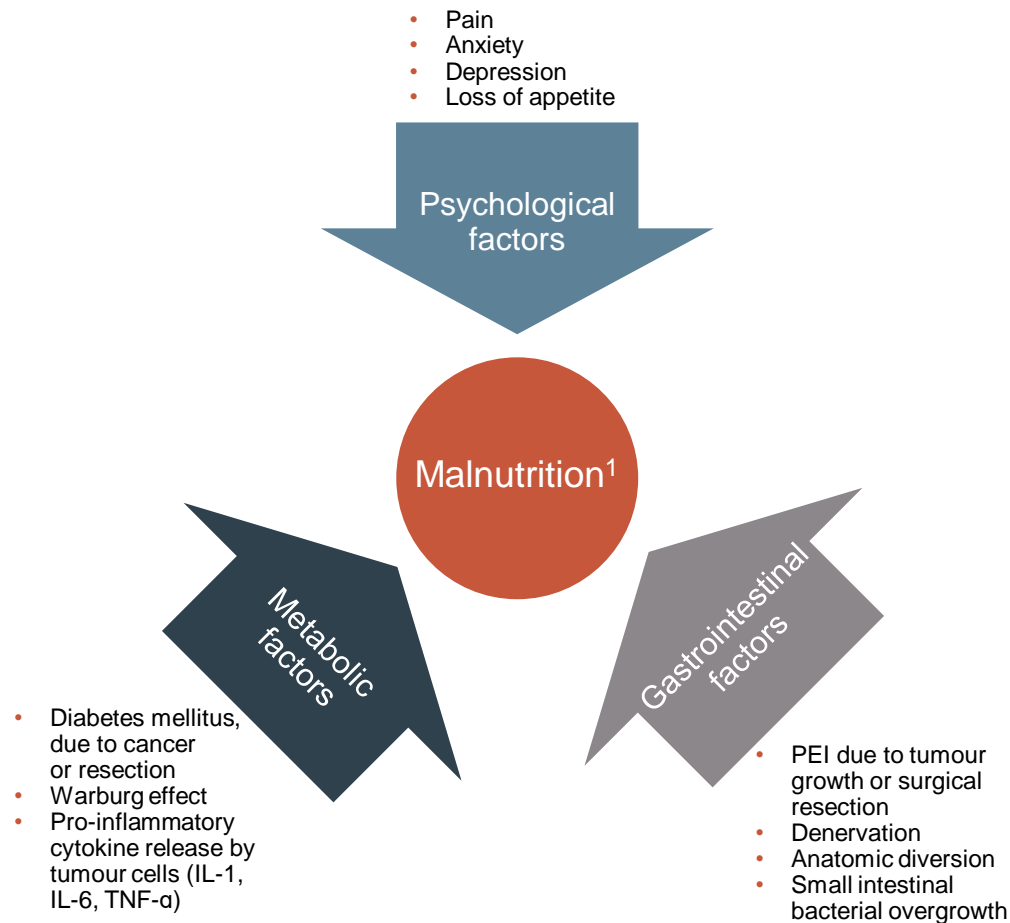 • Pain
• Anxiety
• Depression
• Loss of appetite
Psychological
factors
Malnutrition¹
Metabolic
factors
Gastrointestinal
factors
• Diabetes mellitus,
due to cancer
or resection
• Warburg effect
• Pro-inflammatory
cytokine release by
tumour cells (IL-1,
IL-6, TNF-α)
• PEI due to tumour
growth or surgical
resection
• Denervation
• Anatomic diversion
• Small intestinal
bacterial overgrowth